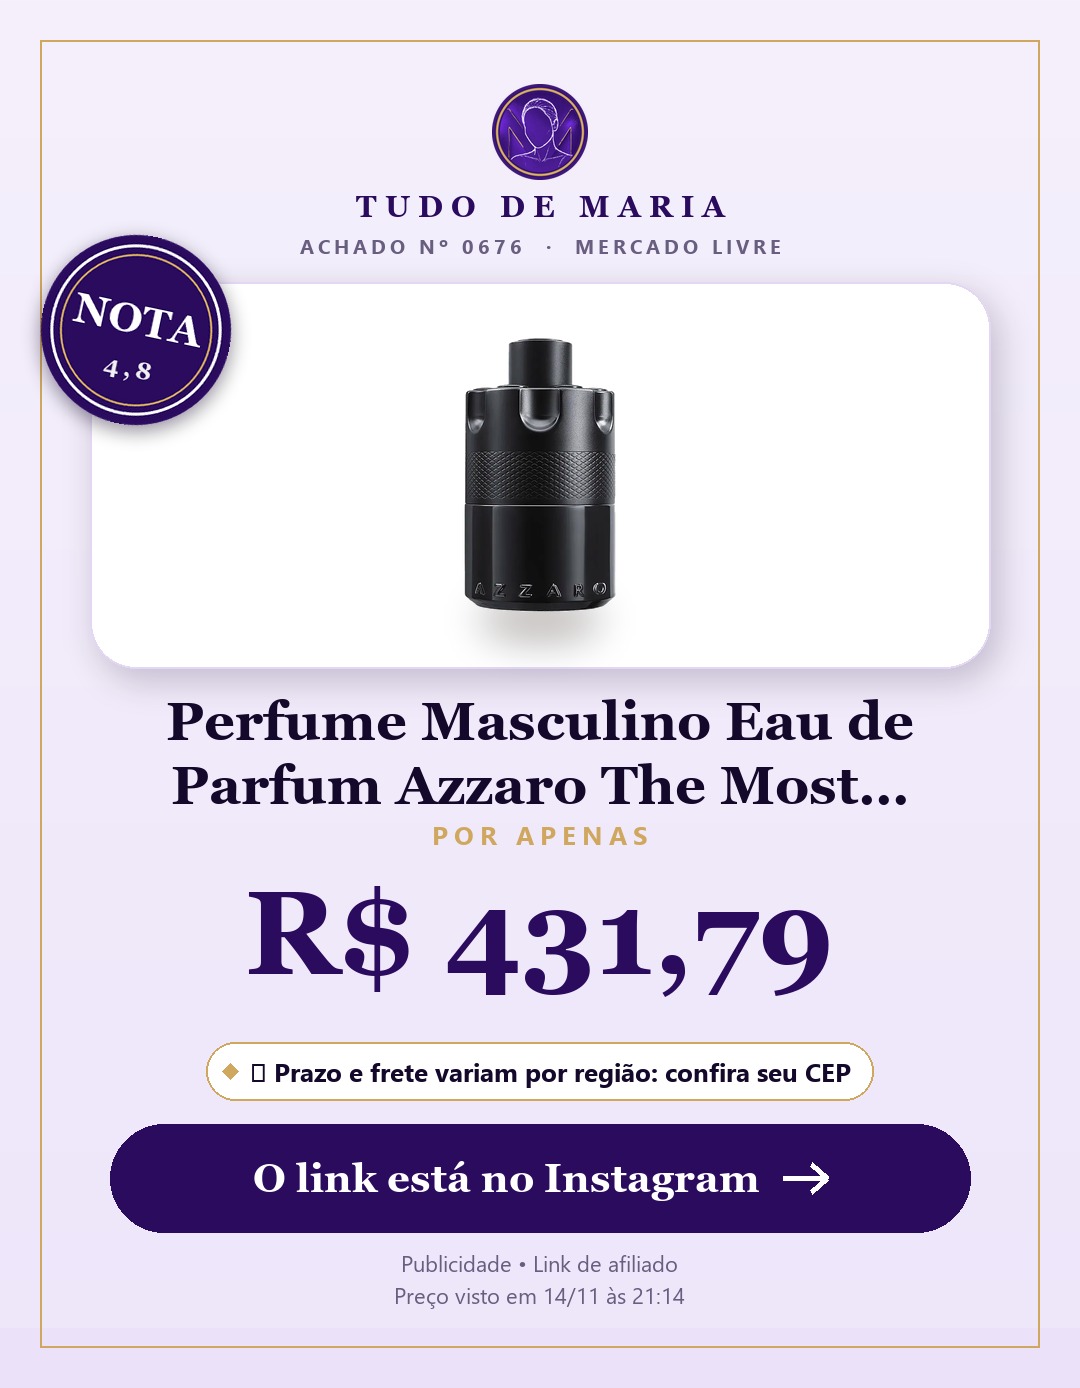 TUDO DE MARIA
ACHADO Nº 0676 · MERCADO LIVRE
NOTA
4,8
AZZARO
Perfume Masculino Eau de
Parfum Azzaro The Most...
POR APENAS
R$ 431,79
Prazo e frete variam por região: confira seu CEP
O link está no Instagram →
Publicidade • Link de afiliado
Preço visto em 14/11 às 21:14